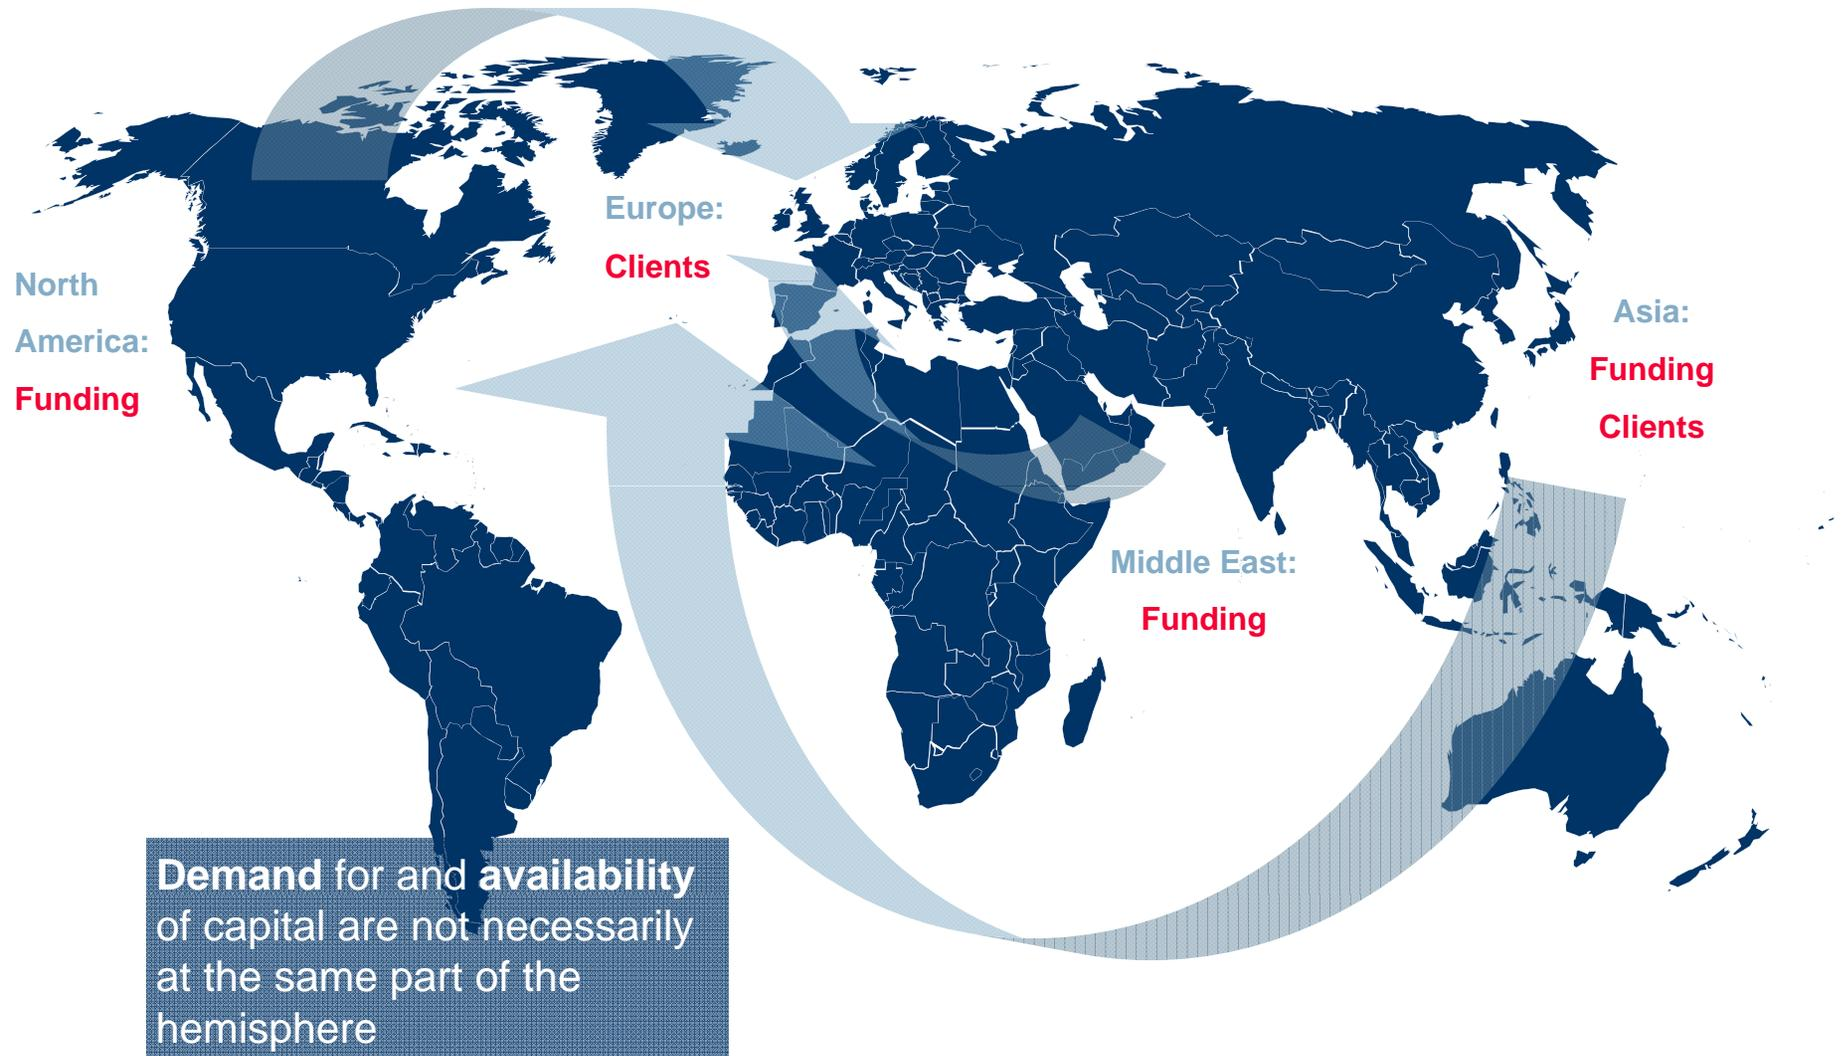 Europe:
Clients
North
America:
Funding
Asia:
Funding
Clients
Middle East:
Funding
Demand for and availability
of capital are not necessarily
at the same part of the
hemisphere